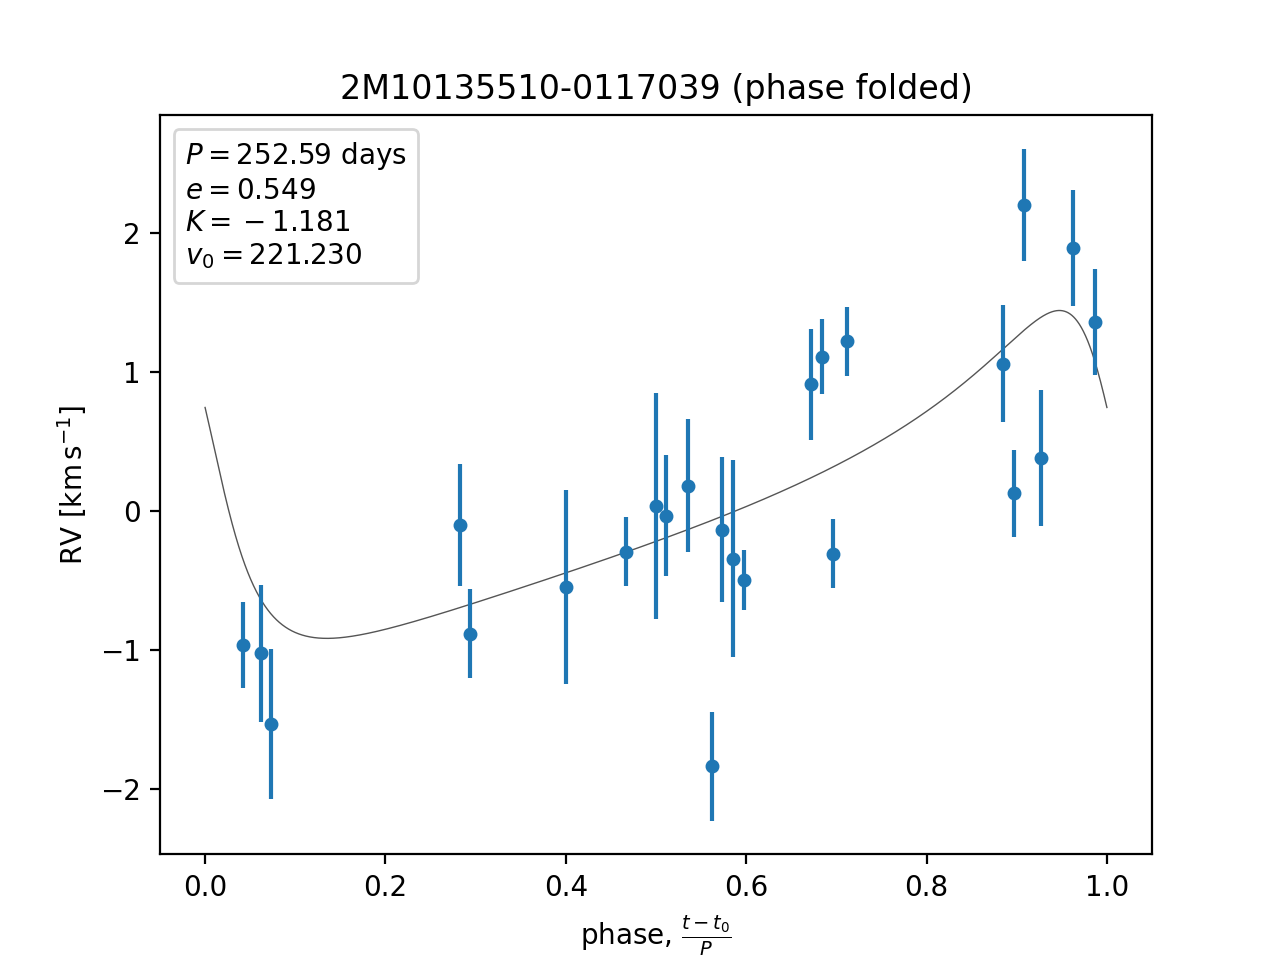 2M10135510-0117039 (phase folded)
P = 252.59 days
e = 0.549
K = −1.181
v₀ = 221.230
2
1
0
−1
−2
RV [km s⁻¹]
0.0 0.2 0.4 0.6 0.8 1.0
phase, (t − t₀)/P